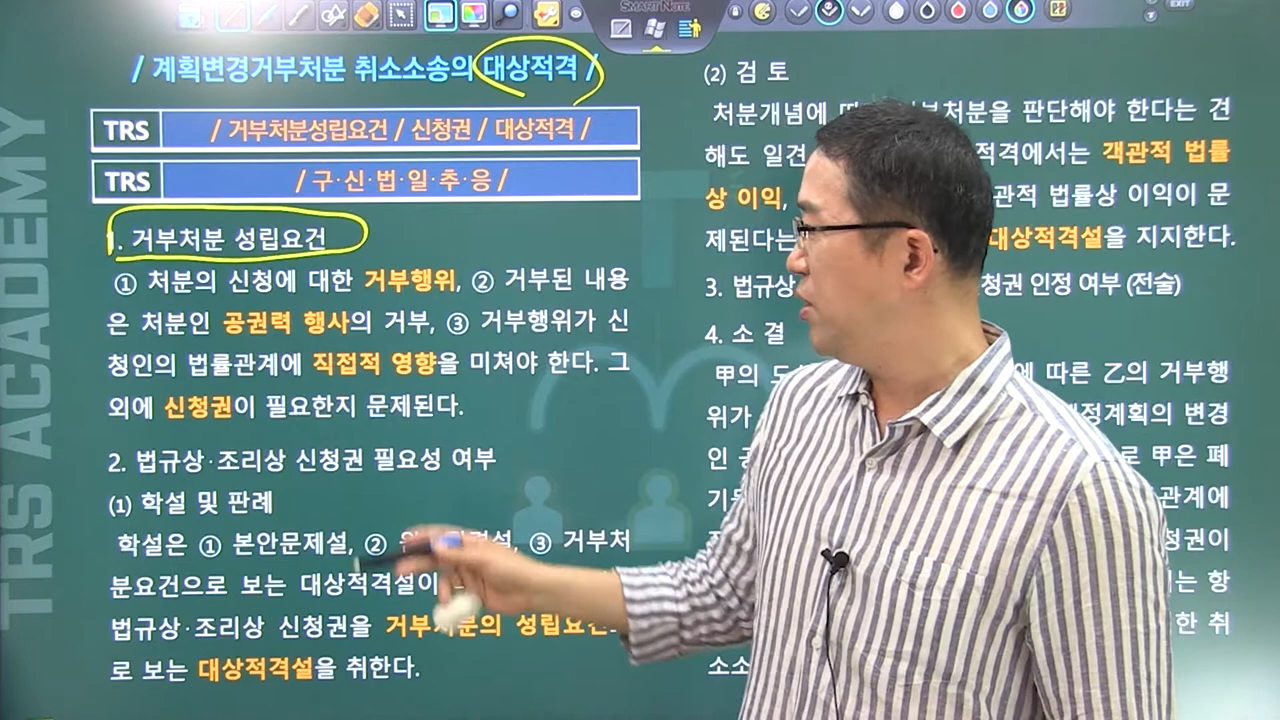 SMART NOTE
EXIT
TRS ACADEMY
/ 계획변경거부처분 취소소송의 대상적격 /
TRS / 거부처분성립요건 / 신청권 / 대상적격 /
TRS / 구·신·법·일·추·응 /
1. 거부처분 성립요건
① 처분의 신청에 대한 거부행위, ② 거부된 내용
은 처분인 공권력 행사의 거부, ③ 거부행위가 신
청인의 법률관계에 직접적 영향을 미쳐야 한다. 그
외에 신청권이 필요한지 문제된다.
2. 법규상·조리상 신청권 필요성 여부
(1) 학설 및 판례
학설은 ① 본안문제설, ② ③ 거부처
분요건으로 보는 대상적격설이
법규상·조리상 신청권을 거부처분의 성립요건으
로 보는 대상적격설을 취한다.
(2) 검 토
처분개념에 거부처분을 판단해야 한다는 견
해도 일견 적격에서는 객관적 법률
상 이익, 관적 법률상 이익이 문
제된다는 대상적격설을 지지한다.
3. 법규상 청권 인정 여부 (전술)
4. 소 결
甲의 에 따른 乙의 거부행
위가 행정계획의 변경
인 로 甲은 폐
기 관계에
청권이
는 항
한 취
소소